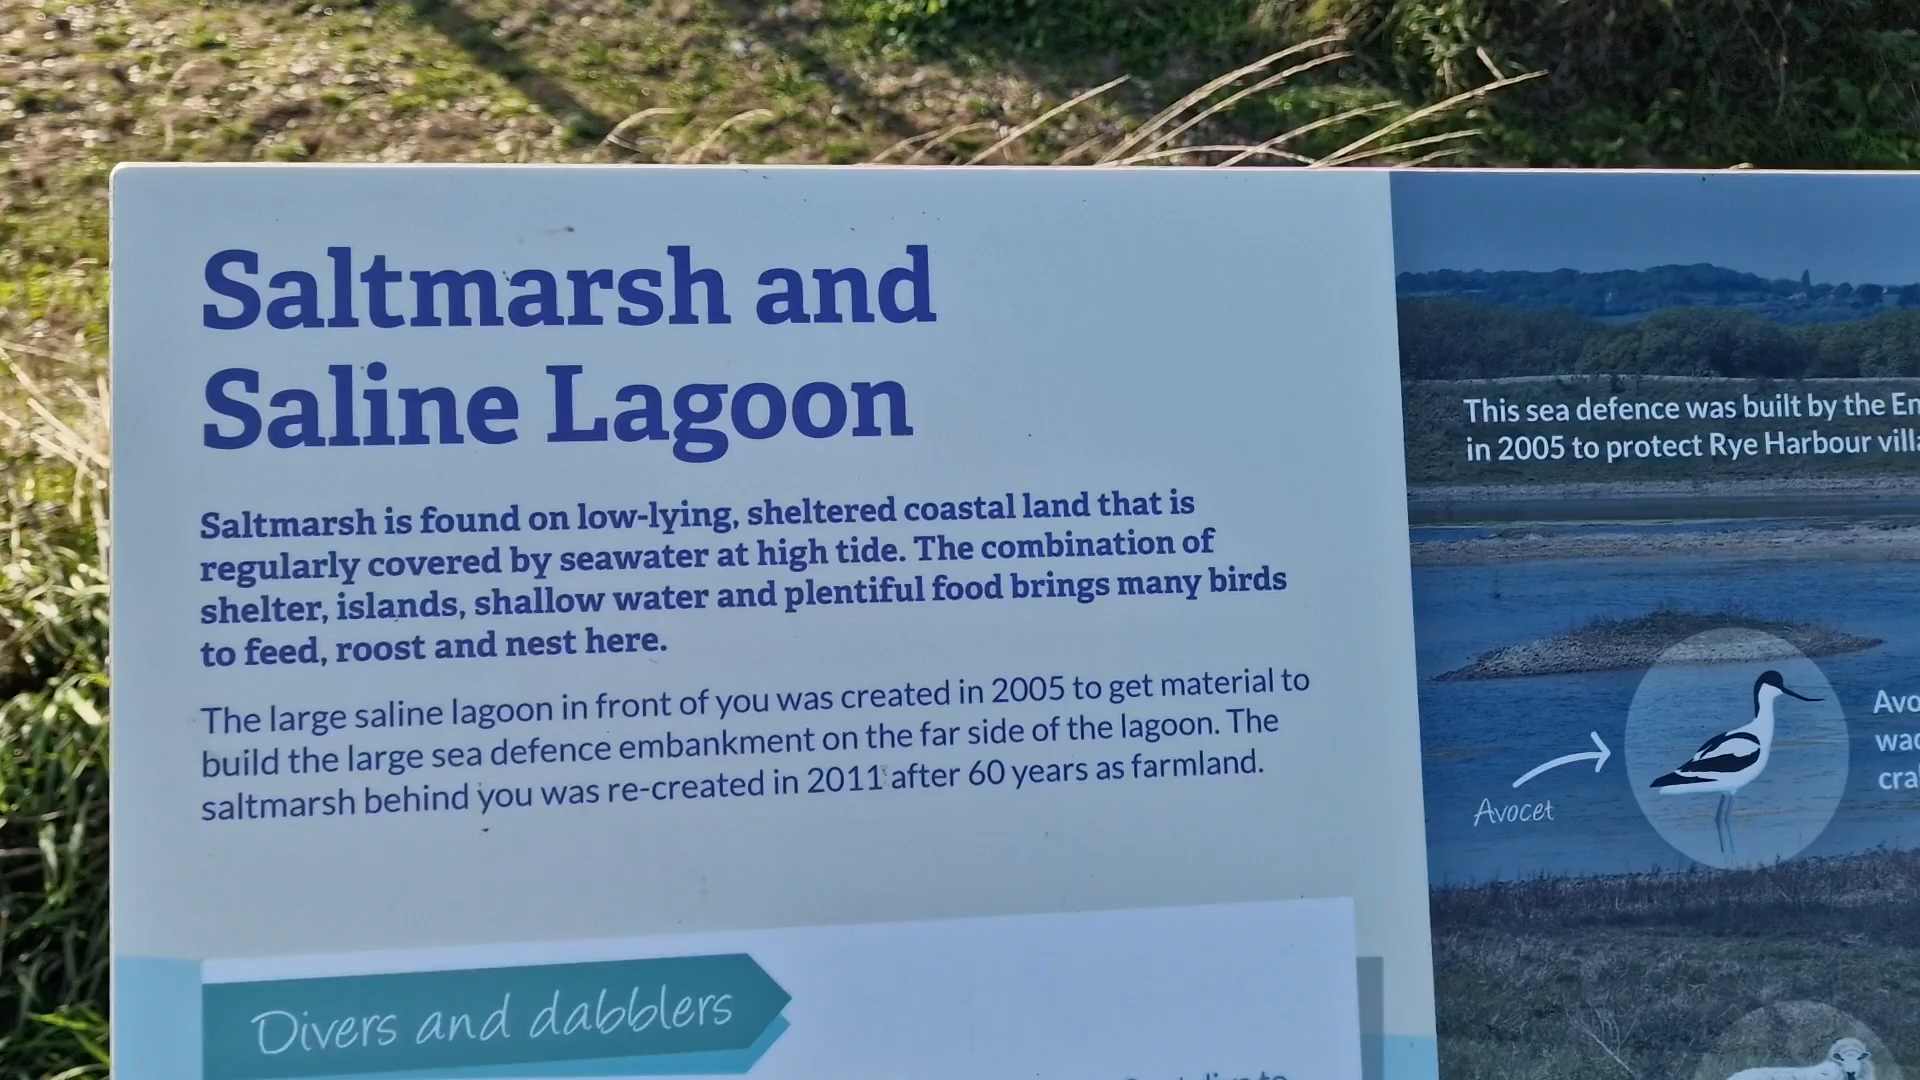 Saltmarsh and
Saline Lagoon
Saltmarsh is found on low-lying, sheltered coastal land that is
regularly covered by seawater at high tide. The combination of
shelter, islands, shallow water and plentiful food brings many birds
to feed, roost and nest here.
The large saline lagoon in front of you was created in 2005 to get material to
build the large sea defence embankment on the far side of the lagoon. The
saltmarsh behind you was re-created in 2011 after 60 years as farmland.
Divers and dabblers
This sea defence was built by the
in 2005 to protect Rye Harbour
Avocet